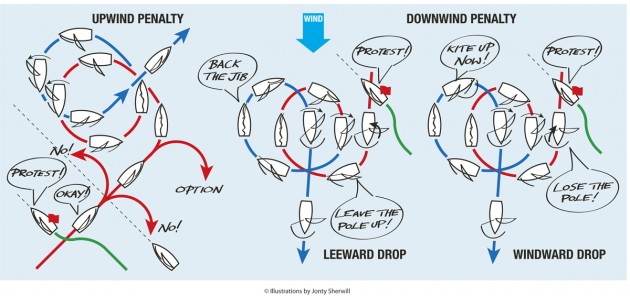 UPWIND PENALTY
WIND
DOWNWIND PENALTY
BACK
THE JIB
PROTEST!
KITE UP
NOW!
PROTEST!
No!
PROTEST!
OKAY!
OPTION
No!
LEAVE THE
POLE UP!
LOSE THE
POLE!
LEEWARD DROP
WINDWARD DROP
© Illustrations by Jonty Sherwill